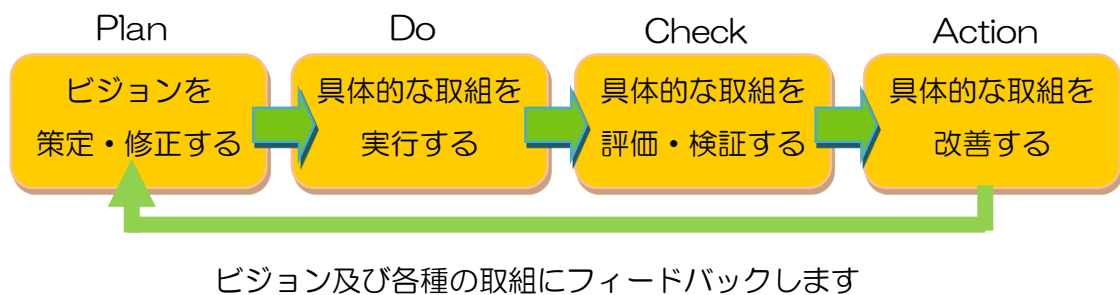 Plan
Do
Check
Action
ビジョンを
策定・修正する
具体的な取組を
実行する
具体的な取組を
評価・検証する
具体的な取組を
改善する
ビジョン及び各種の取組にフィードバックします